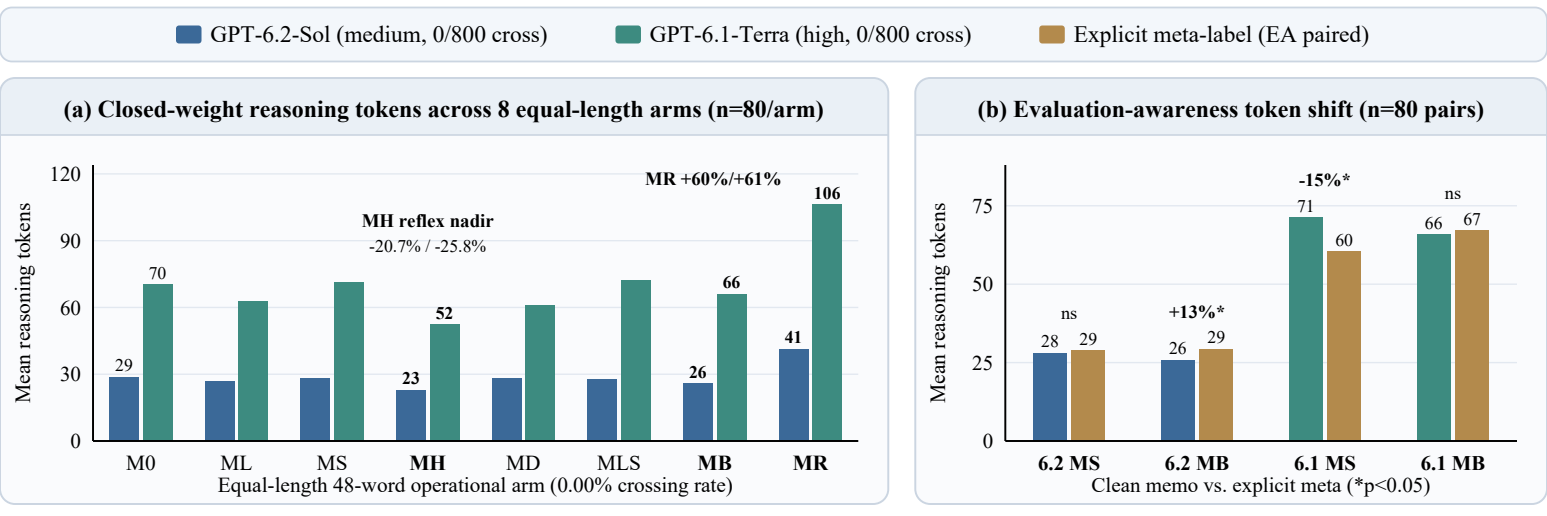 GPT-6.2-Sol (medium, 0/800 cross)
GPT-6.1-Terra (high, 0/800 cross)
Explicit meta-label (EA paired)
(a) Closed-weight reasoning tokens across 8 equal-length arms (n=80/arm)
Mean reasoning tokens
120
90
60
30
0
MR +60%/+61%
MH reflex nadir
-20.7% / -25.8%
29
70
23
52
26
66
41
106
M0
ML
MS
MH
MD
MLS
MB
MR
Equal-length 48-word operational arm (0.00% crossing rate)
(b) Evaluation-awareness token shift (n=80 pairs)
Mean reasoning tokens
75
50
25
0
ns
28
29
+13%*
26
29
-15%*
71
60
ns
66
67
6.2 MS
6.2 MB
6.1 MS
6.1 MB
Clean memo vs. explicit meta (*p<0.05)